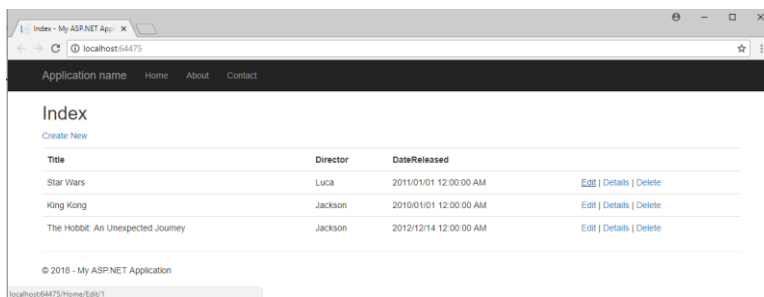 Index - My ASP.NET Appl
localhost:64475
Application name Home About Contact
Index
Create New
Title Director DateReleased
Star Wars Luca 2011/01/01 12:00:00 AM Edit | Details | Delete
King Kong Jackson 2010/01/01 12:00:00 AM Edit | Details | Delete
The Hobbit: An Unexpected Journey Jackson 2012/12/14 12:00:00 AM Edit | Details | Delete
© 2018 - My ASP.NET Application
localhost:64475/Home/Edit/1